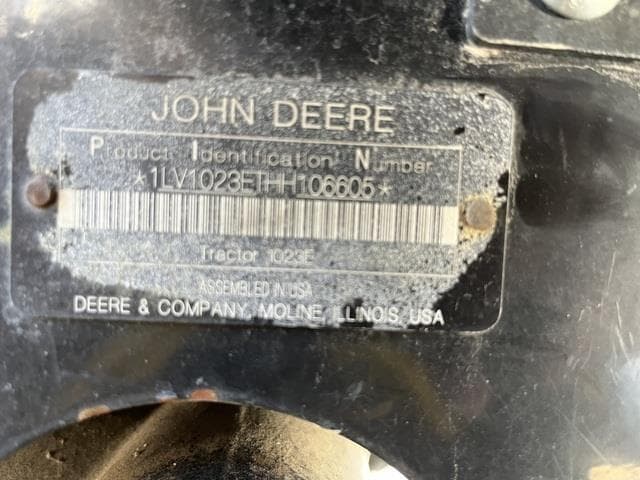 JOHN DEERE
Product Identification Number
*1LV1023ETHH106605*
Tractor 1023E
ASSEMBLED IN USA
DEERE & COMPANY, MOLINE, ILLINOIS, USA